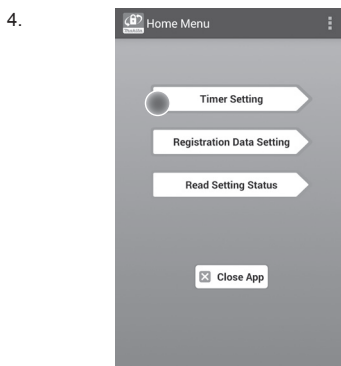 4.
Home Menu
Timer Setting
Registration Data Setting
Read Setting Status
Close App